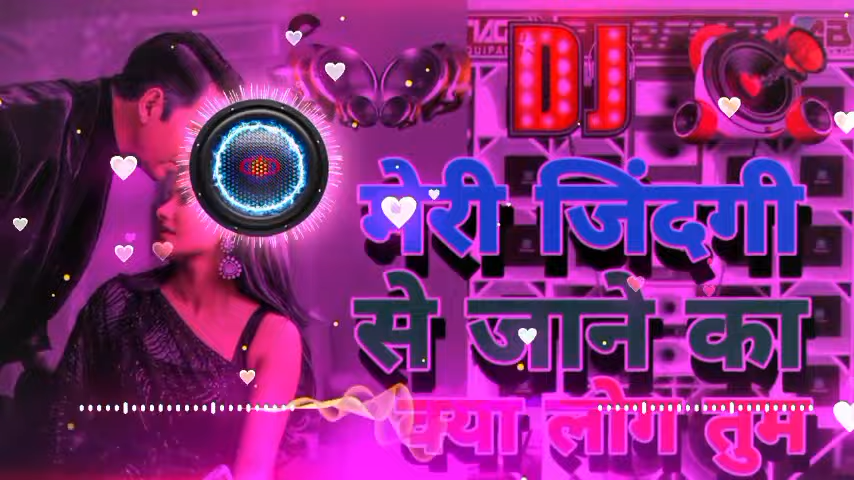 DJ
मेरी जिंदगी
से जाने का
क्या लोगे तुम